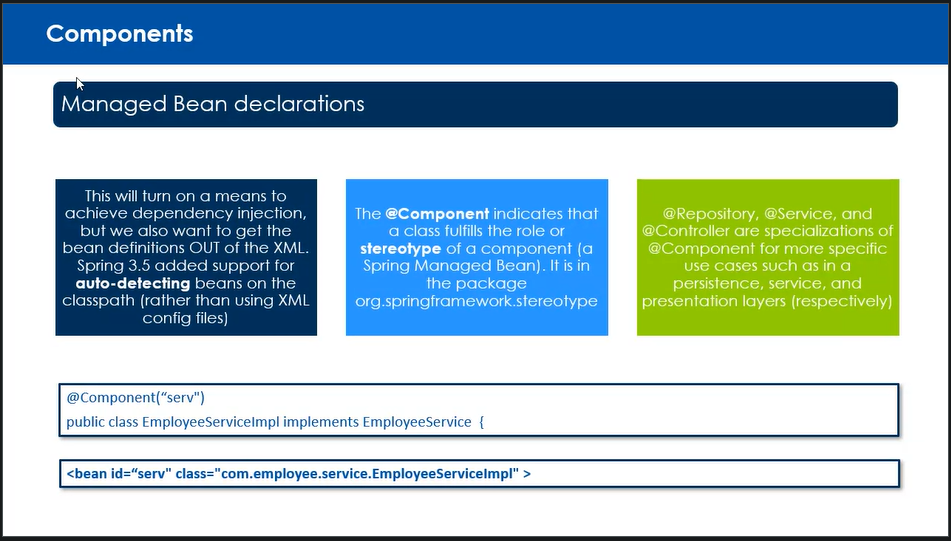 Components
Managed Bean declarations
This will turn on a means to
achieve dependency injection,
but we also want to get the
bean definitions OUT of the XML.
Spring 3.5 added support for
auto-detecting beans on the
classpath (rather than using XML
config files)
The @Component indicates that
a class fulfills the role or
stereotype of a component (a
Spring Managed Bean). It is in
the package
org.springframework.stereotype
@Repository, @Service, and
@Controller are specializations of
@Component for more specific
use cases such as in a
persistence, service, and
presentation layers (respectively)
@Component(“serv")
public class EmployeeServiceImpl implements EmployeeService {
<bean id=“serv" class="com.employee.service.EmployeeServiceImpl" >